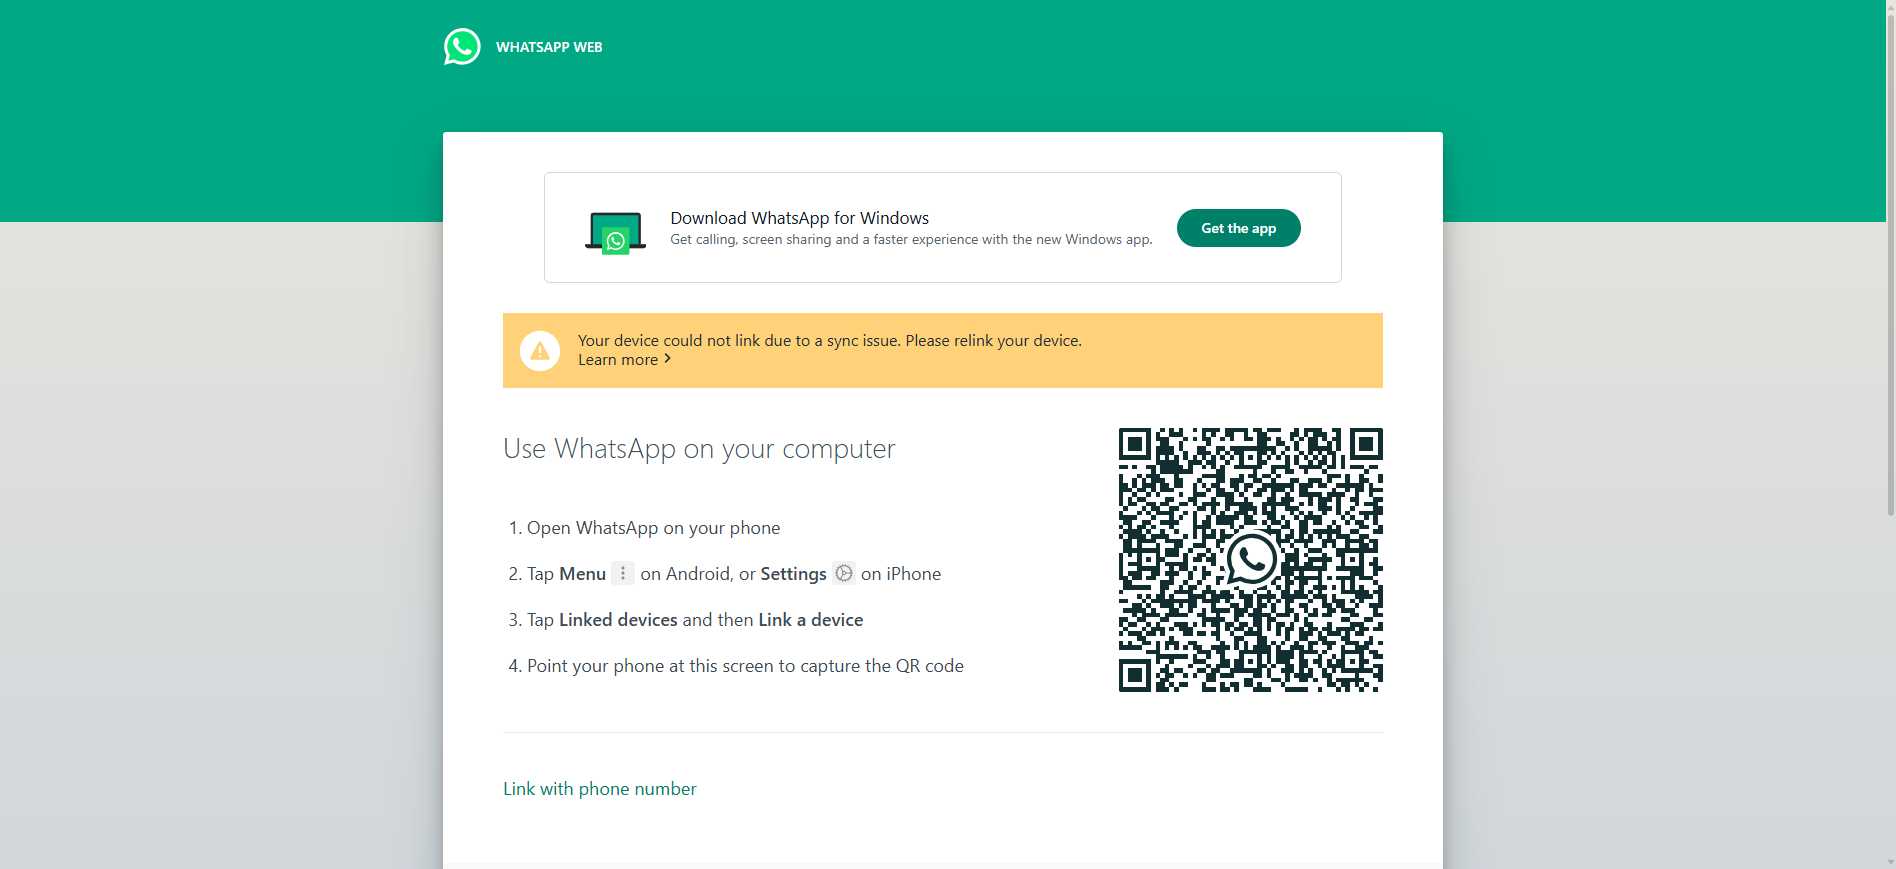 WHATSAPP WEB
Download WhatsApp for Windows
Get calling, screen sharing and a faster experience with the new Windows app.
Get the app
Your device could not link due to a sync issue. Please relink your device.
Learn more
Use WhatsApp on your computer
1. Open WhatsApp on your phone
2. Tap Menu on Android, or Settings on iPhone
3. Tap Linked devices and then Link a device
4. Point your phone at this screen to capture the QR code
Link with phone number